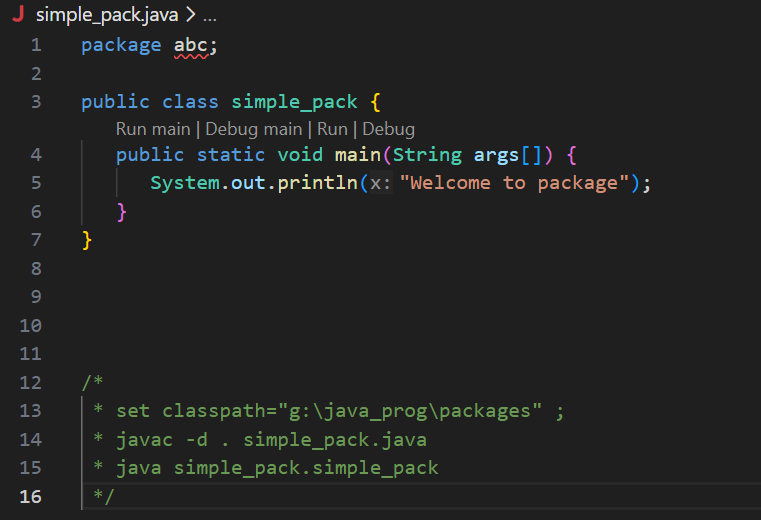 J simple_pack.java > ...
1 package abc;
2
3 public class simple_pack {
Run main | Debug main | Run | Debug
4 public static void main(String args[]) {
5 System.out.println(x: "Welcome to package");
6 }
7 }
8
9
10
11
12 /*
13 * set classpath="g:\java_prog\packages" ;
14 * javac -d . simple_pack.java
15 * java simple_pack.simple_pack
16 */